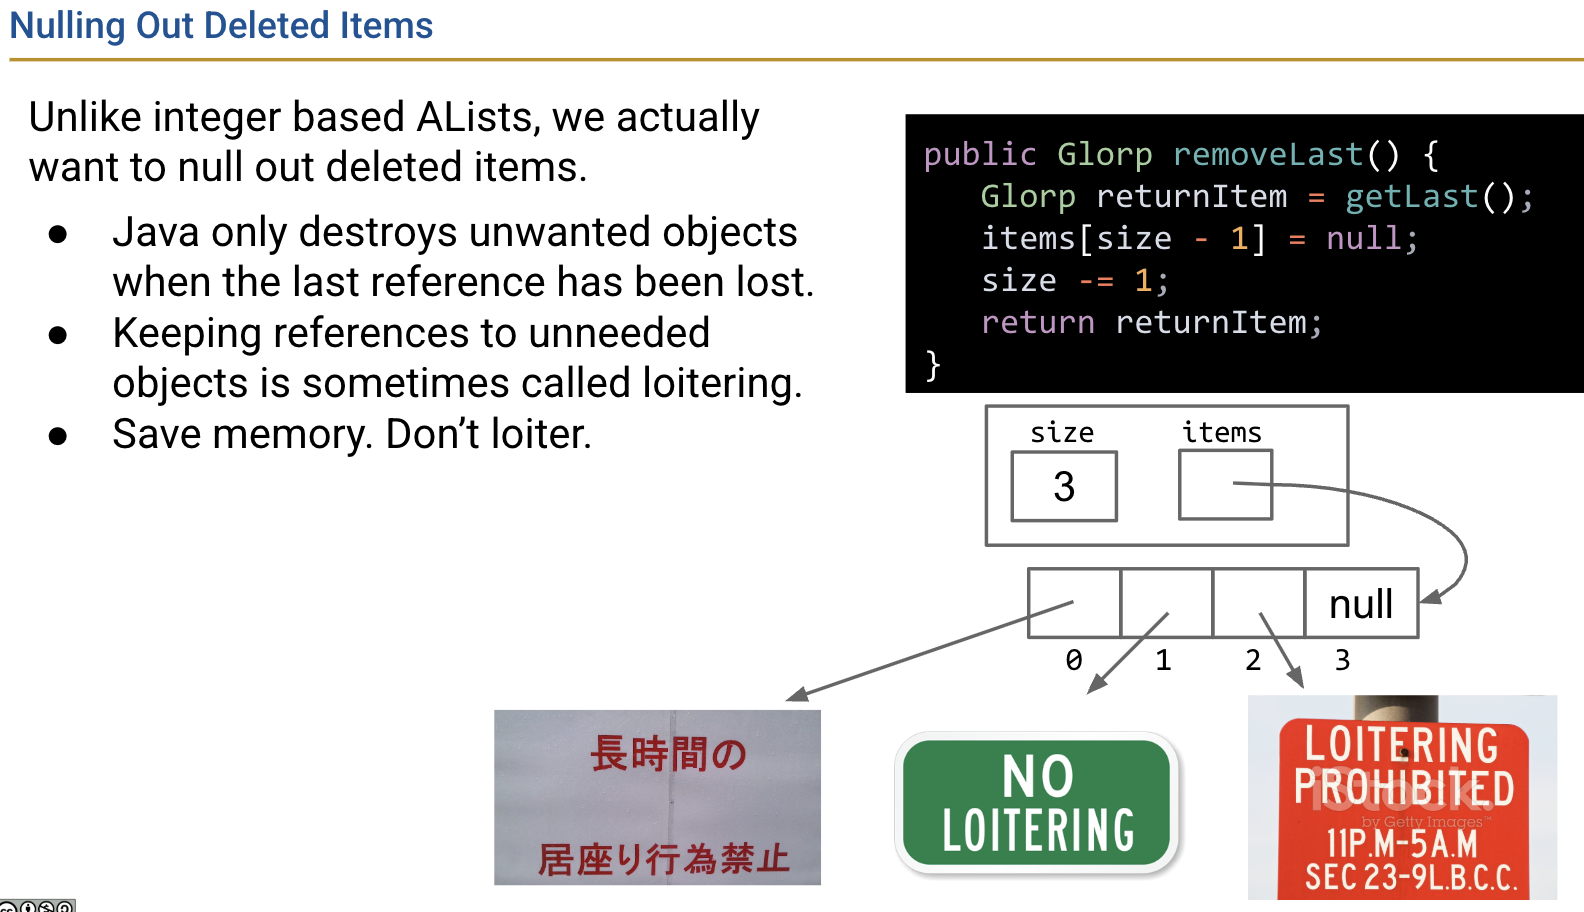 Nulling Out Deleted Items
Unlike integer based ALists, we actually
want to null out deleted items.
● Java only destroys unwanted objects
when the last reference has been lost.
● Keeping references to unneeded
objects is sometimes called loitering.
● Save memory. Don’t loiter.
public Glorp removeLast() {
Glorp returnItem = getLast();
items[size - 1] = null;
size -= 1;
return returnItem;
}
size items
3
null
0 1 2 3
長時間の
居座り行為禁止
NO
LOITERING
LOITERING
PROHIBITED
iStock.
by Getty Images™
11P.M-5A.M
SEC 23-9L.B.C.C.